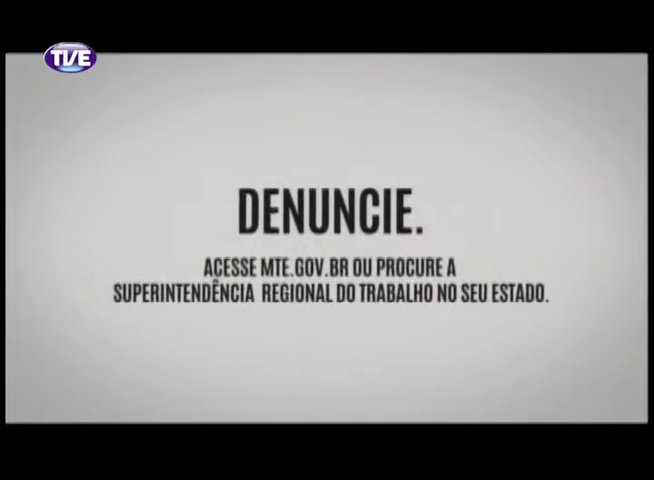 TVE
DENUNCIE.
ACESSE MTE.GOV.BR OU PROCURE A
SUPERINTENDÊNCIA REGIONAL DO TRABALHO NO SEU ESTADO.